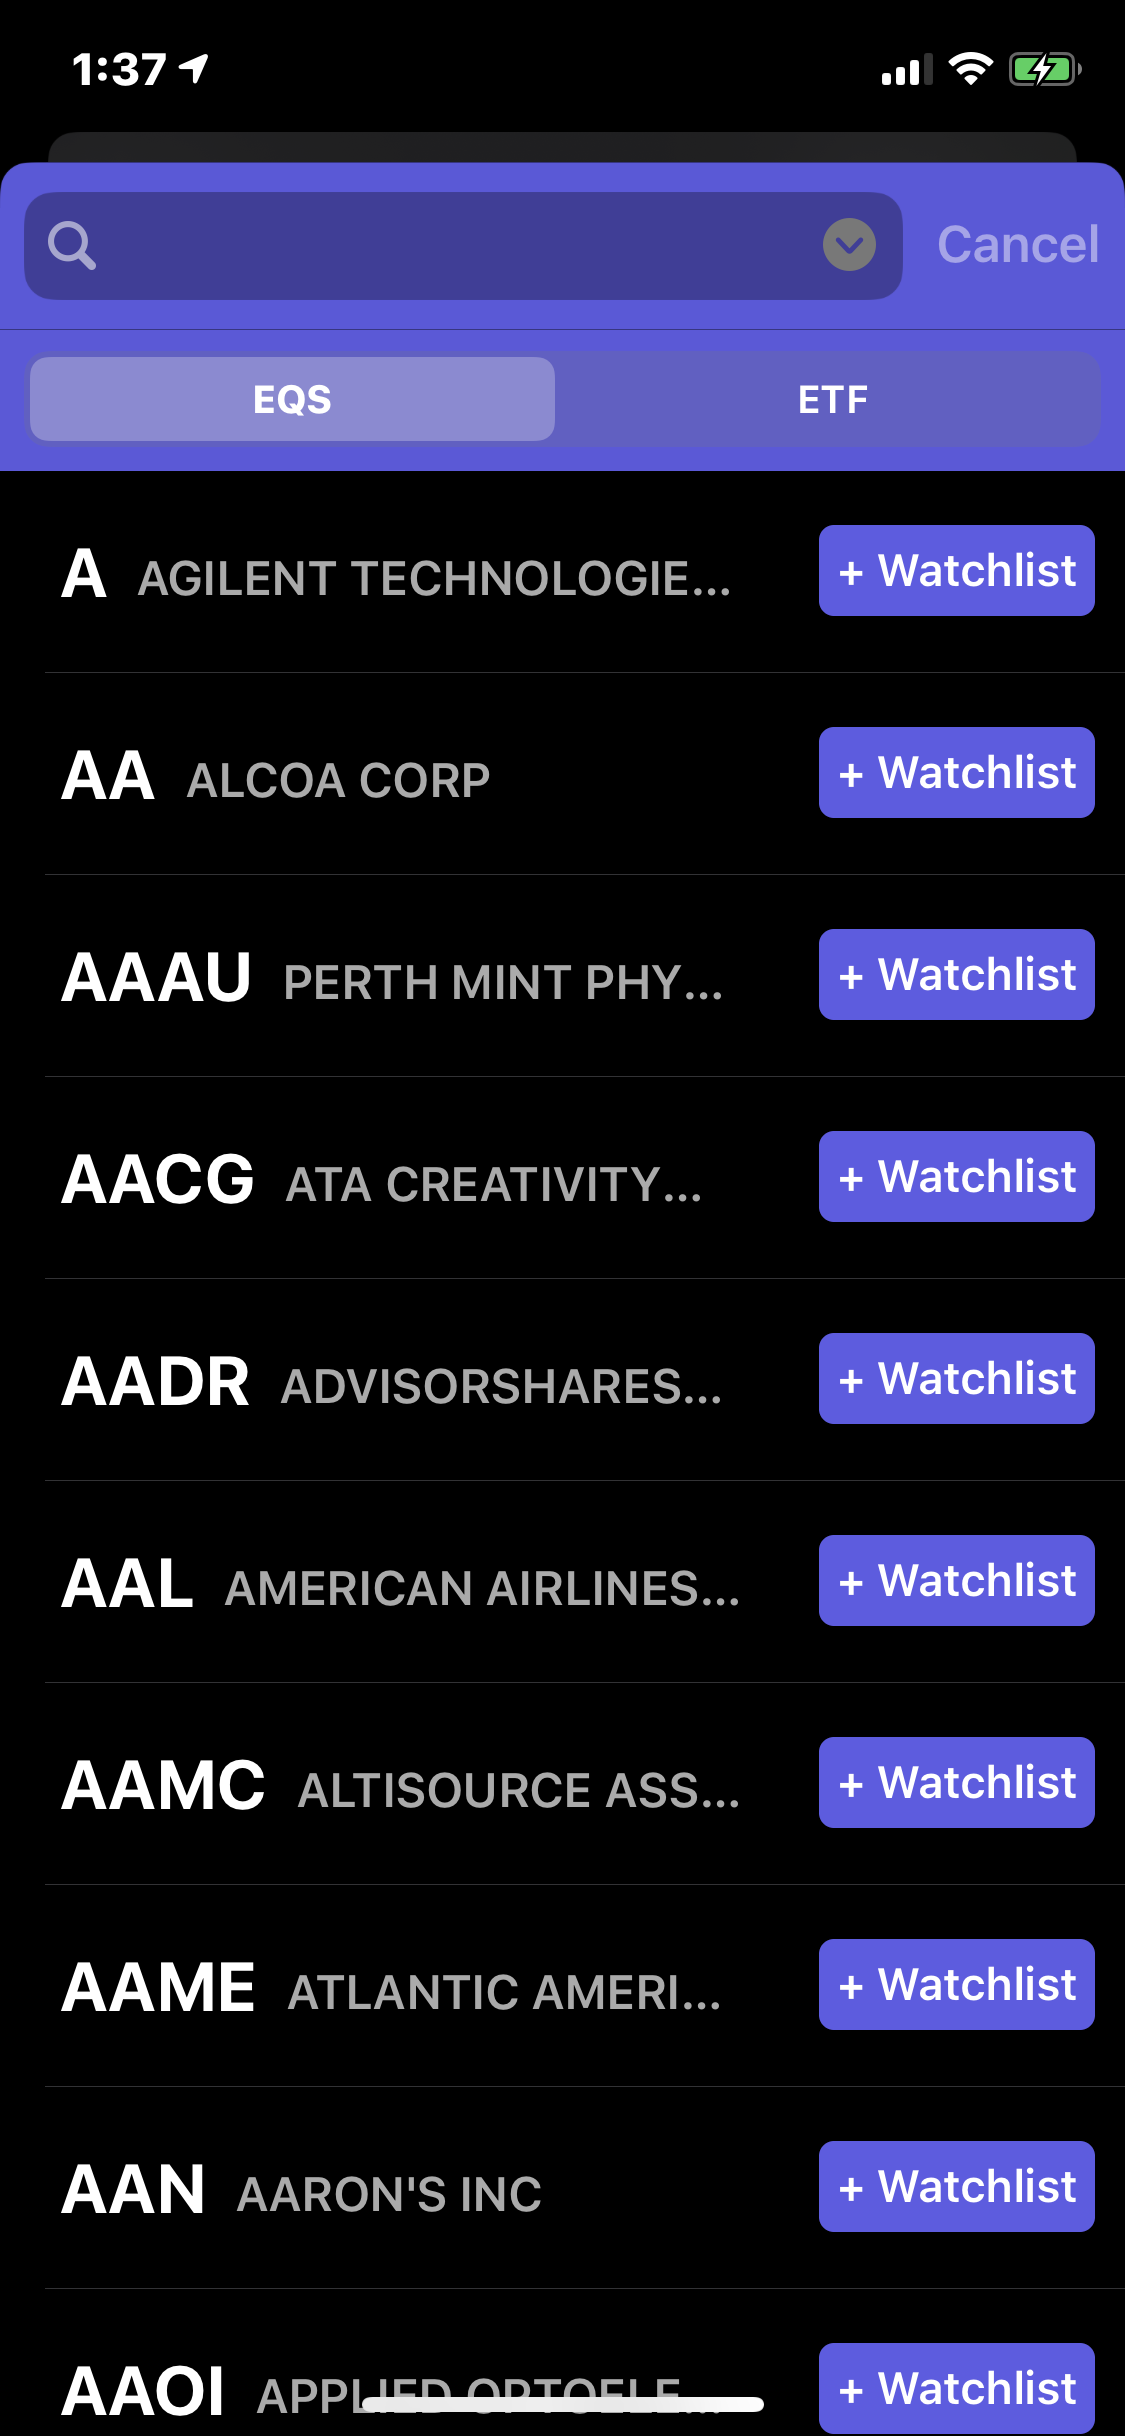 1:37
Cancel
EQS ETF
A AGILENT TECHNOLOGIE... + Watchlist
AA ALCOA CORP + Watchlist
AAAU PERTH MINT PHY... + Watchlist
AACG ATA CREATIVITY... + Watchlist
AADR ADVISORSHARES... + Watchlist
AAL AMERICAN AIRLINES... + Watchlist
AAMC ALTISOURCE ASS... + Watchlist
AAME ATLANTIC AMERI... + Watchlist
AAN AARON'S INC + Watchlist
AAOI APPLIED OPTOELE... + Watchlist